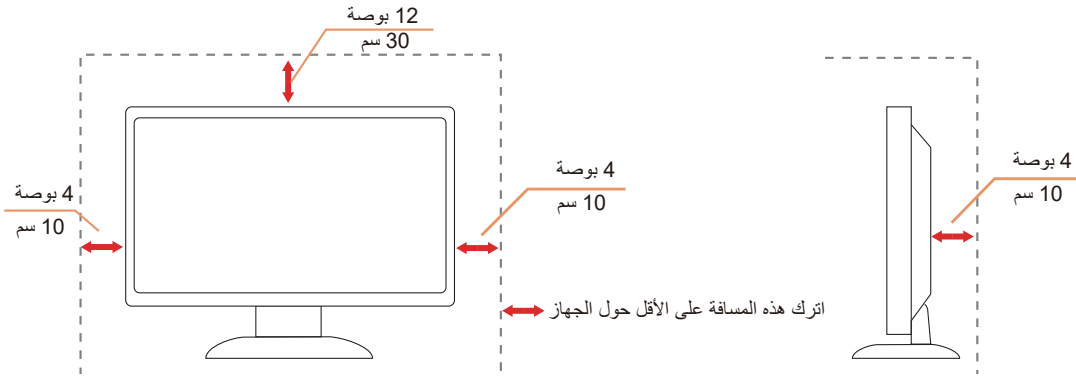 12 بوصة
30 سم
4 بوصة
10 سم
4 بوصة
10 سم
4 بوصة
10 سم
اترك هذه المسافة على الأقل حول الجهاز